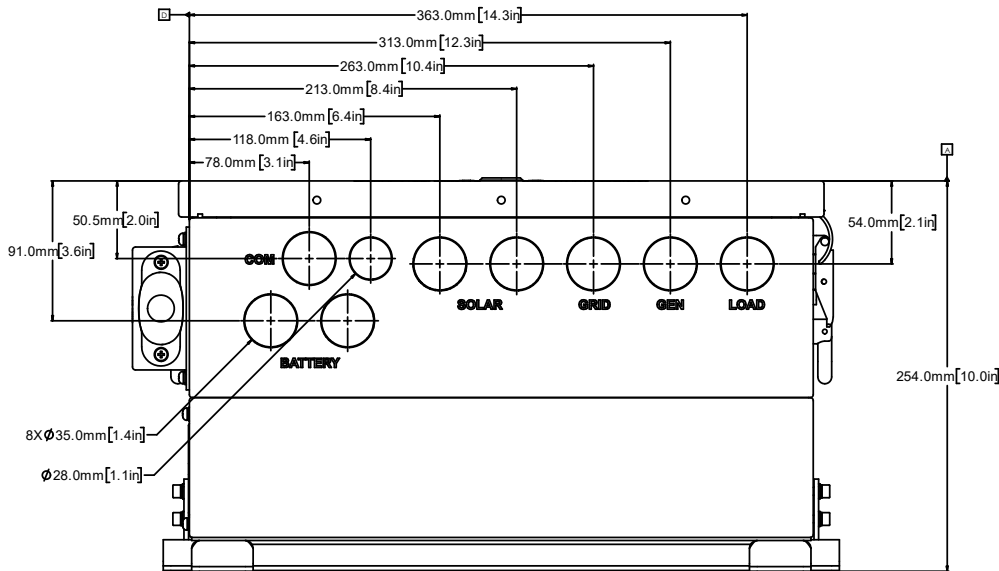 D
363.0mm[14.3in]
313.0mm[12.3in]
263.0mm[10.4in]
213.0mm[8.4in]
163.0mm[6.4in]
118.0mm[4.6in]
78.0mm[3.1in]
A
50.5mm[2.0in]
54.0mm[2.1in]
91.0mm[3.6in]
COM
SOLAR
GRID
GEN
LOAD
BATTERY
254.0mm[10.0in]
8XØ35.0mm[1.4in]
Ø28.0mm[1.1in]